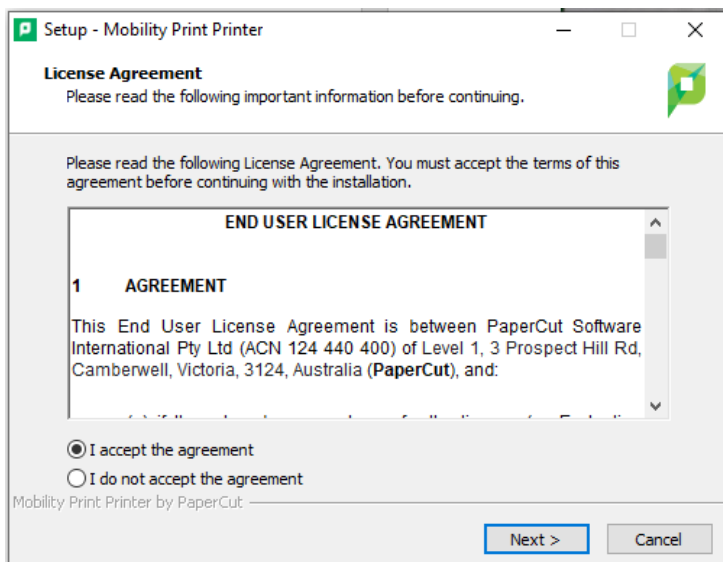 Setup - Mobility Print Printer
License Agreement
Please read the following important information before continuing.
Please read the following License Agreement. You must accept the terms of this
agreement before continuing with the installation.
END USER LICENSE AGREEMENT
1 AGREEMENT
This End User License Agreement is between PaperCut Software
International Pty Ltd (ACN 124 440 400) of Level 1, 3 Prospect Hill Rd,
Camberwell, Victoria, 3124, Australia (PaperCut), and:
I accept the agreement
I do not accept the agreement
Mobility Print Printer by PaperCut
Next >
Cancel